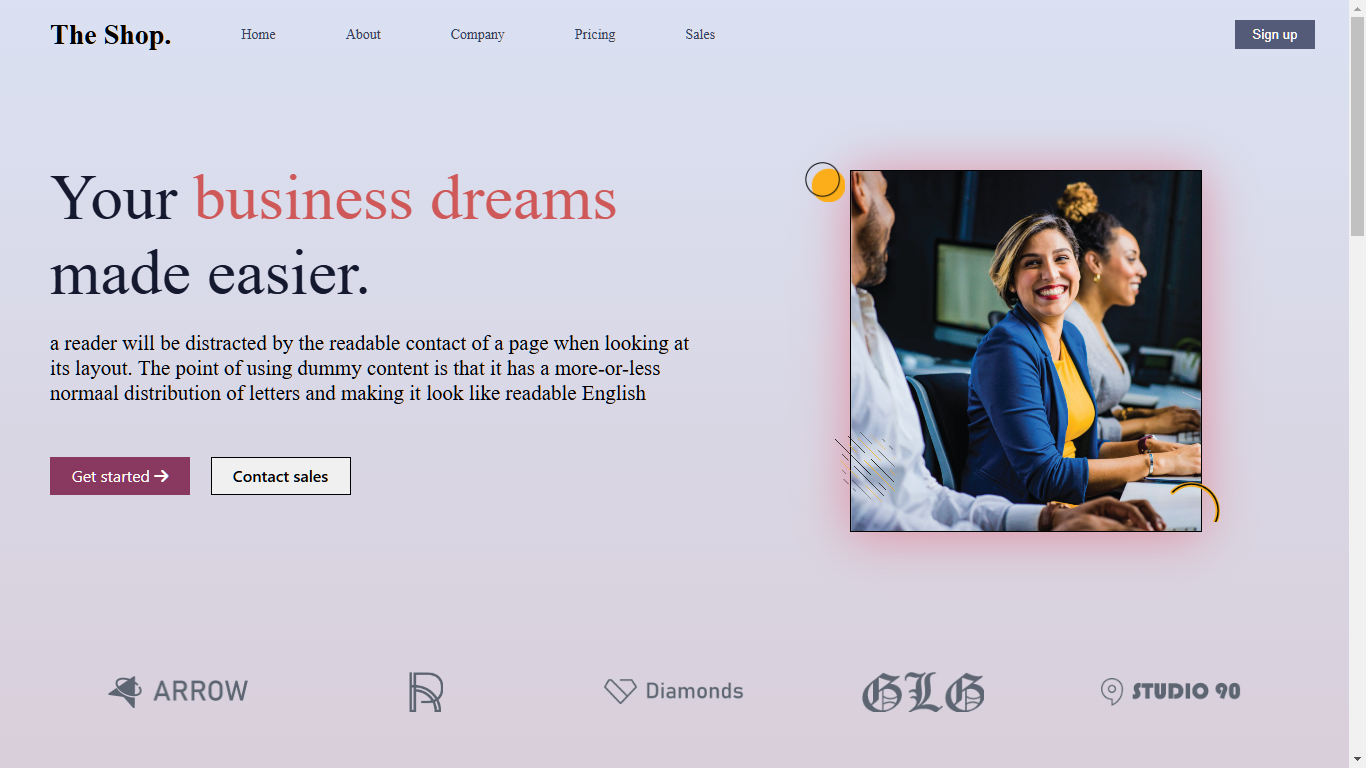 The Shop.
Home
About
Company
Pricing
Sales
Sign up
Your business dreams
made easier.
a reader will be distracted by the readable contact of a page when looking at
its layout. The point of using dummy content is that it has a more-or-less
normaal distribution of letters and making it look like readable English
Get started →
Contact sales
ARROW
R
Diamonds
GLG
STUDIO 90